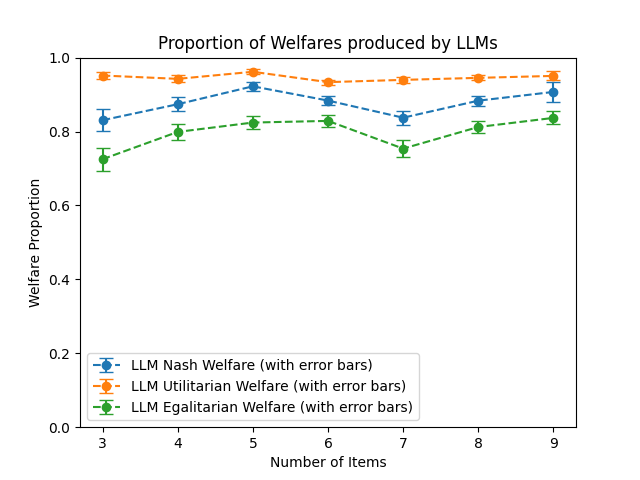 Proportion of Welfares produced by LLMs
Welfare Proportion
1.0
0.8
0.6
0.4
0.2
0.0
LLM Nash Welfare (with error bars)
LLM Utilitarian Welfare (with error bars)
LLM Egalitarian Welfare (with error bars)
3 4 5 6 7 8 9
Number of Items